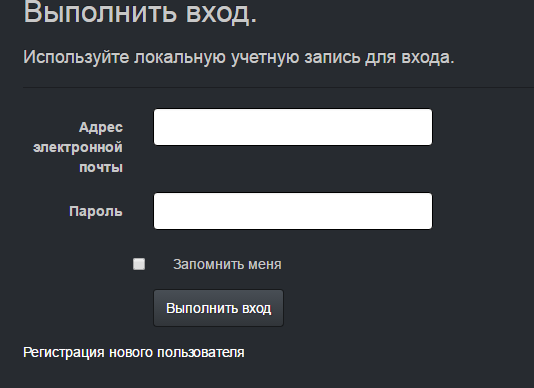 Выполнить вход.
Используйте локальную учетную запись для входа.
Адрес
электронной
почты
Пароль
Запомнить меня
Выполнить вход
Регистрация нового пользователя